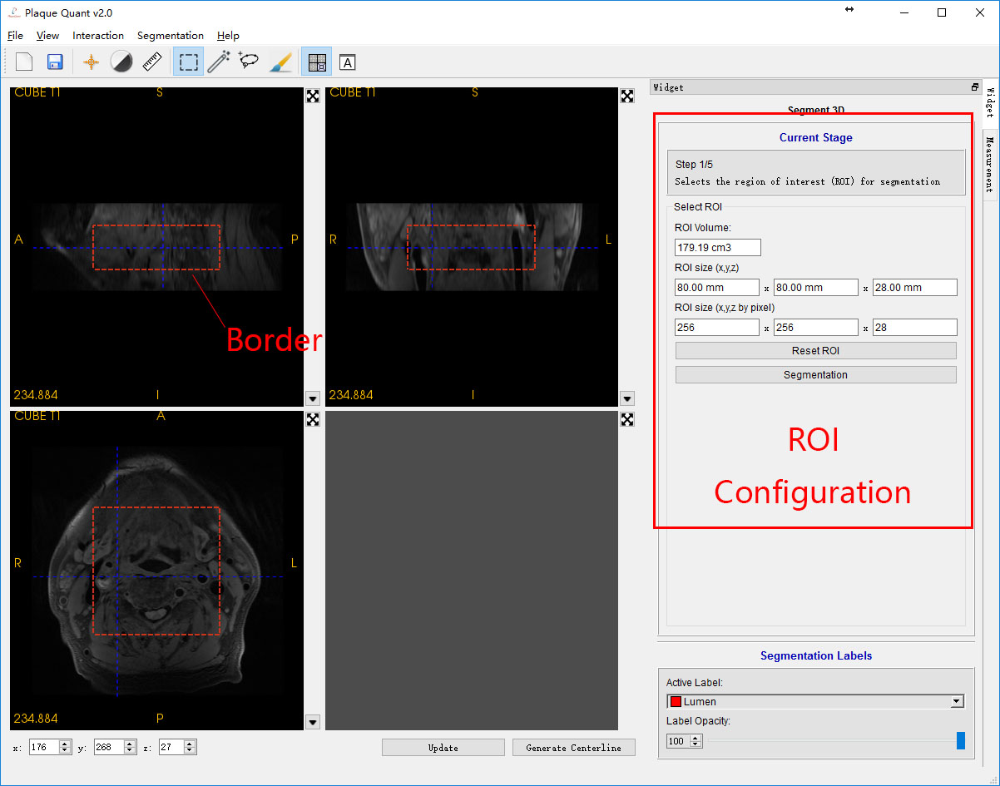 Plaque Quant v2.0
File View Interaction Segmentation Help
A
CUBE T1
S
A
P
234.884
I
CUBE T1
S
R
L
234.884
I
Border
CUBE T1
A
R
L
234.884
P
x: 176 y: 268 z: 27
Update
Generate Centerline
Widget
Segment 3D
Current Stage
Step 1/5
Selects the region of interest (ROI) for segmentation
Select ROI
ROI Volume:
179.19 cm3
ROI size (x,y,z)
80.00 mm x 80.00 mm x 28.00 mm
ROI size (x,y,z by pixel)
256 x 256 x 28
Reset ROI
Segmentation
ROI
Configuration
Segmentation Labels
Active Label:
Lumen
Label Opacity:
100
Widget
Measurement